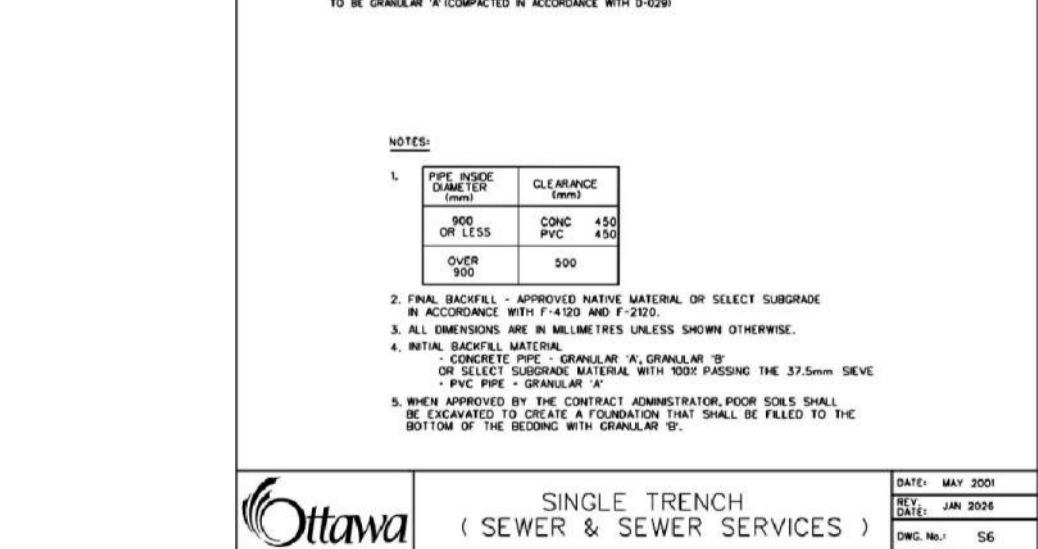 TO BE GRANULAR 'A' (COMPACTED IN ACCORDANCE WITH D-029)
NOTES:
1.
PIPE INSIDE DIAMETER (mm) CLEARANCE (mm)
900 OR LESS CONC 450 PVC 450
OVER 900 500
2. FINAL BACKFILL - APPROVED NATIVE MATERIAL OR SELECT SUBGRADE
IN ACCORDANCE WITH F-4120 AND F-2120.
3. ALL DIMENSIONS ARE IN MILLIMETRES UNLESS SHOWN OTHERWISE.
4. INITIAL BACKFILL MATERIAL
- CONCRETE PIPE - GRANULAR 'A', GRANULAR 'B'
OR SELECT SUBGRADE MATERIAL WITH 100% PASSING THE 37.5mm SIEVE
- PVC PIPE - GRANULAR 'A'
5. WHEN APPROVED BY THE CONTRACT ADMINISTRATOR, POOR SOILS SHALL
BE EXCAVATED TO CREATE A FOUNDATION THAT SHALL BE FILLED TO THE
BOTTOM OF THE BEDDING WITH GRANULAR 'B'.
Ottawa
SINGLE TRENCH
( SEWER & SEWER SERVICES )
DATE: MAY 2001
REV. DATE: JAN 2026
DWG. No.: S6